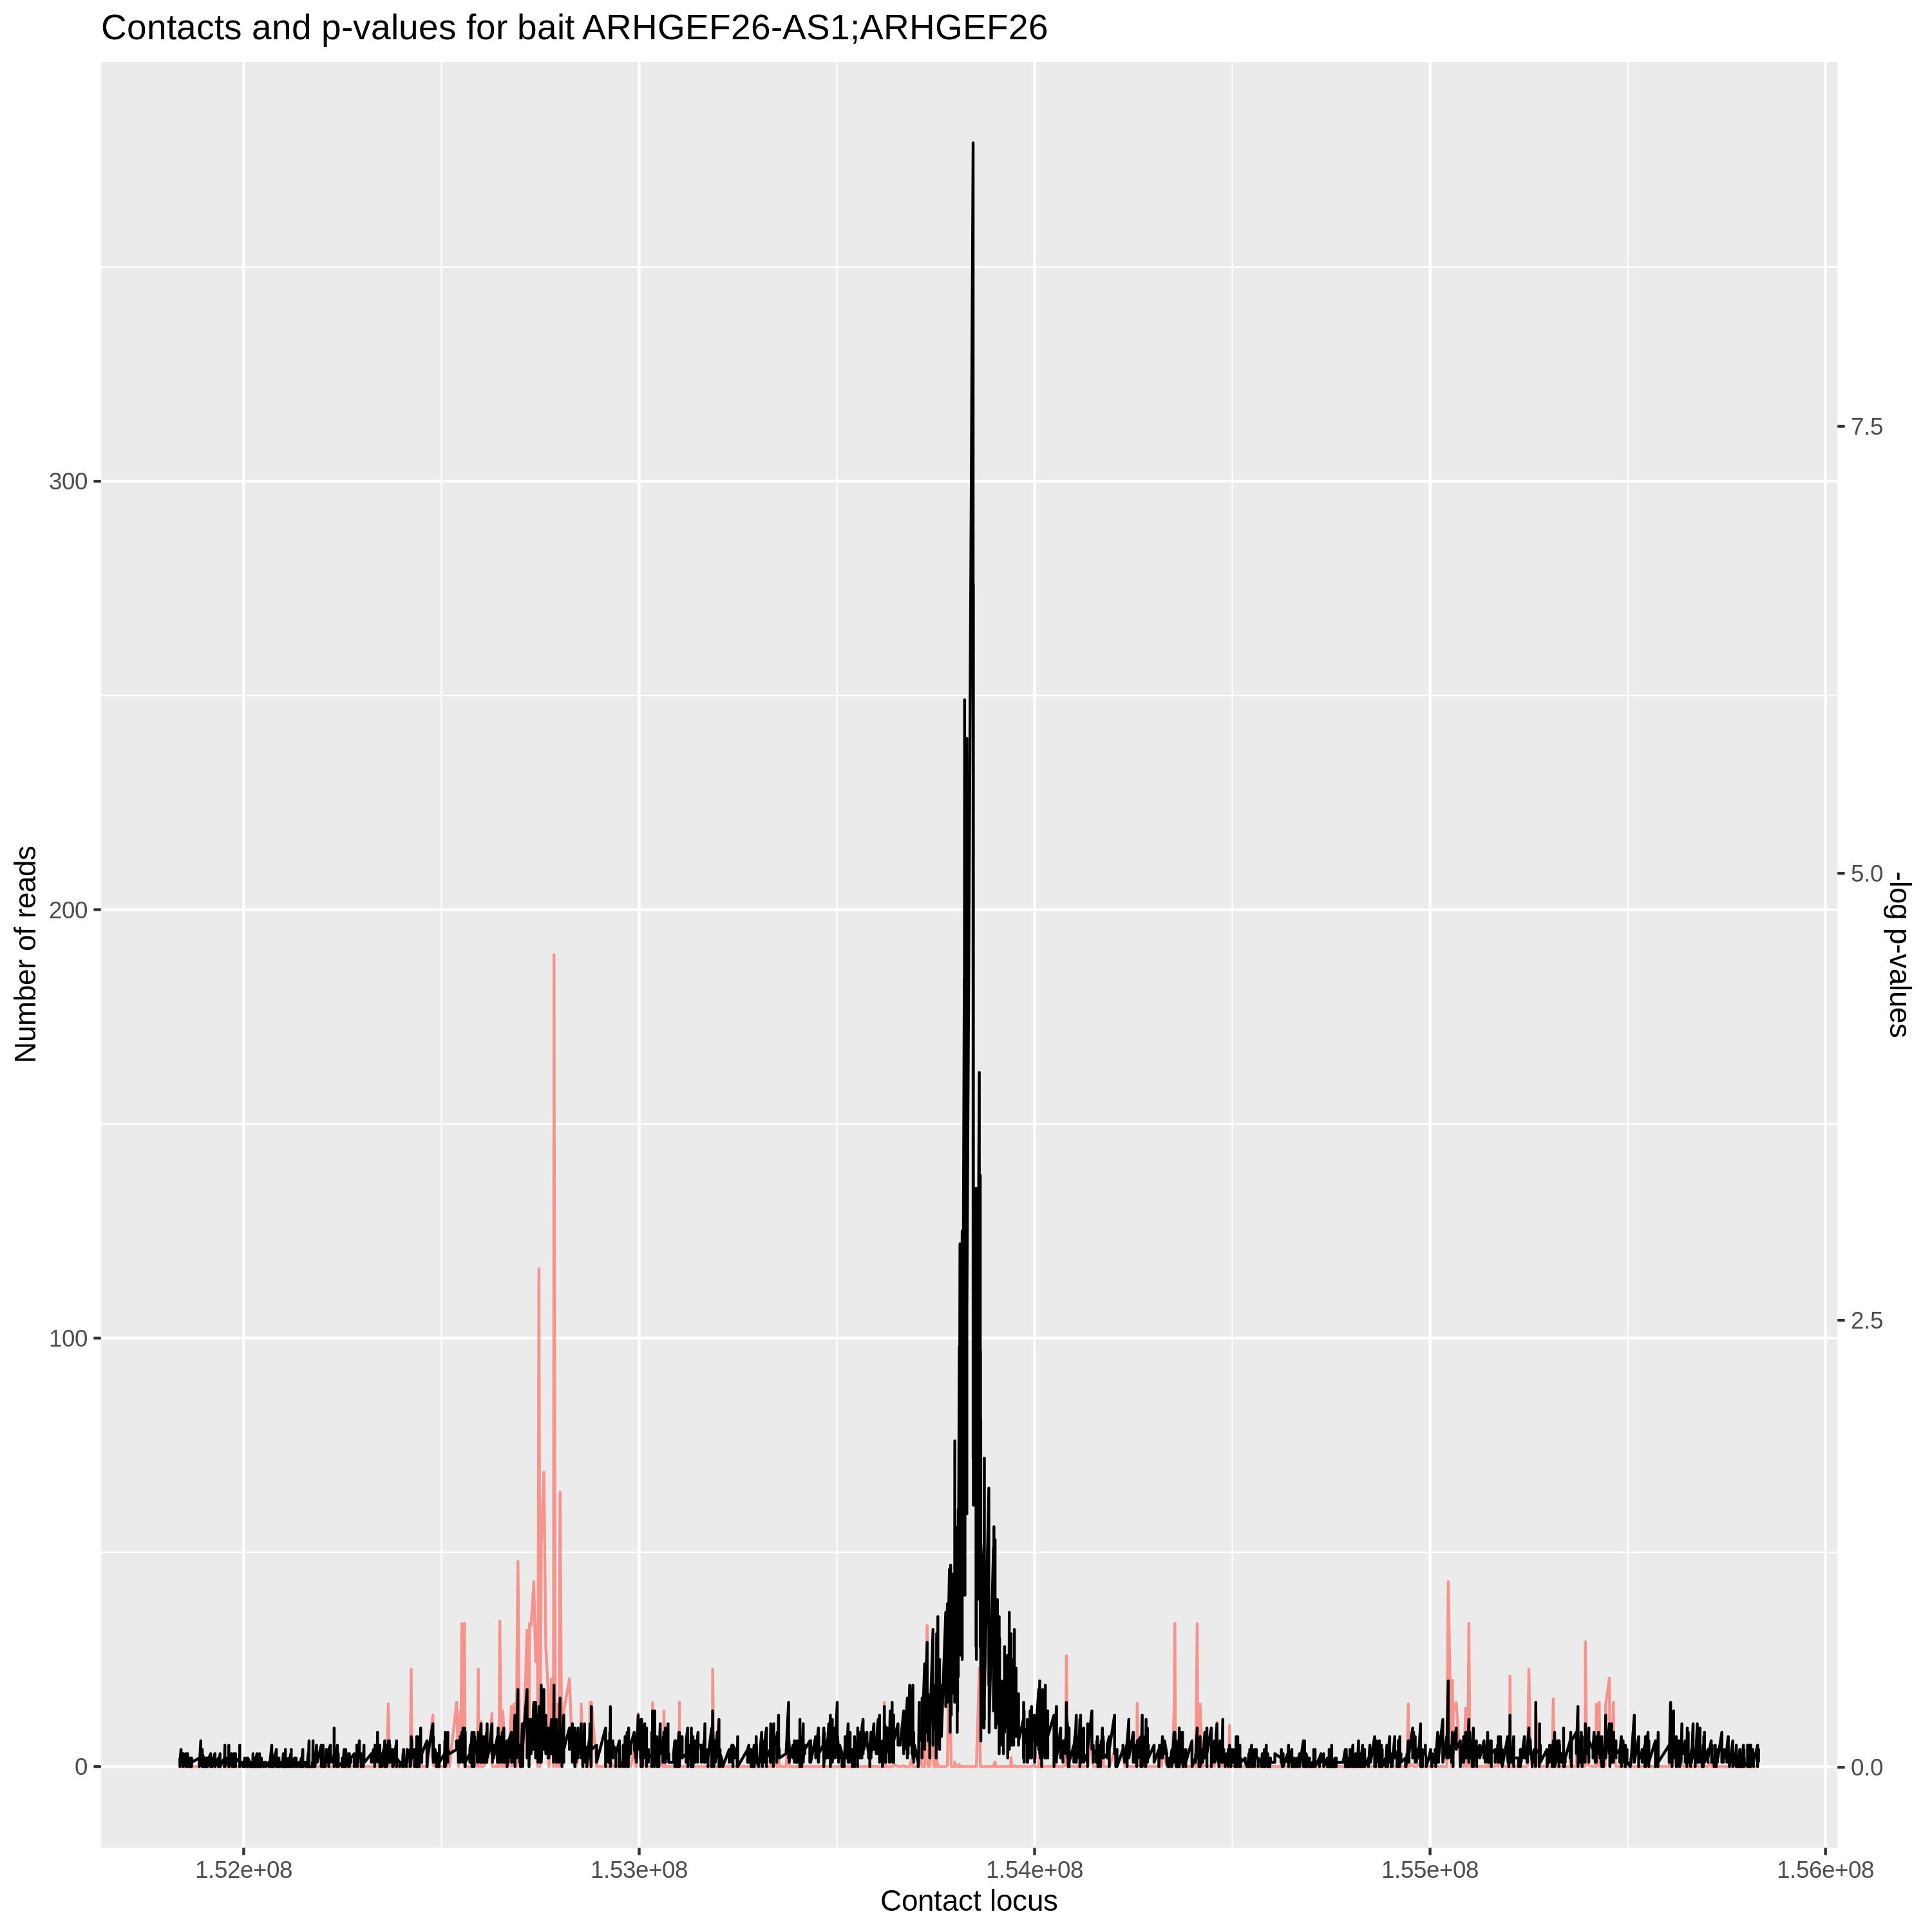 Contacts and p-values for bait ARHGEF26-AS1;ARHGEF26
Number of reads
300
200
100
0
7.5
5.0
2.5
0.0
-log p-values
1.52e+08 1.53e+08 1.54e+08 1.55e+08 1.56e+08
Contact locus